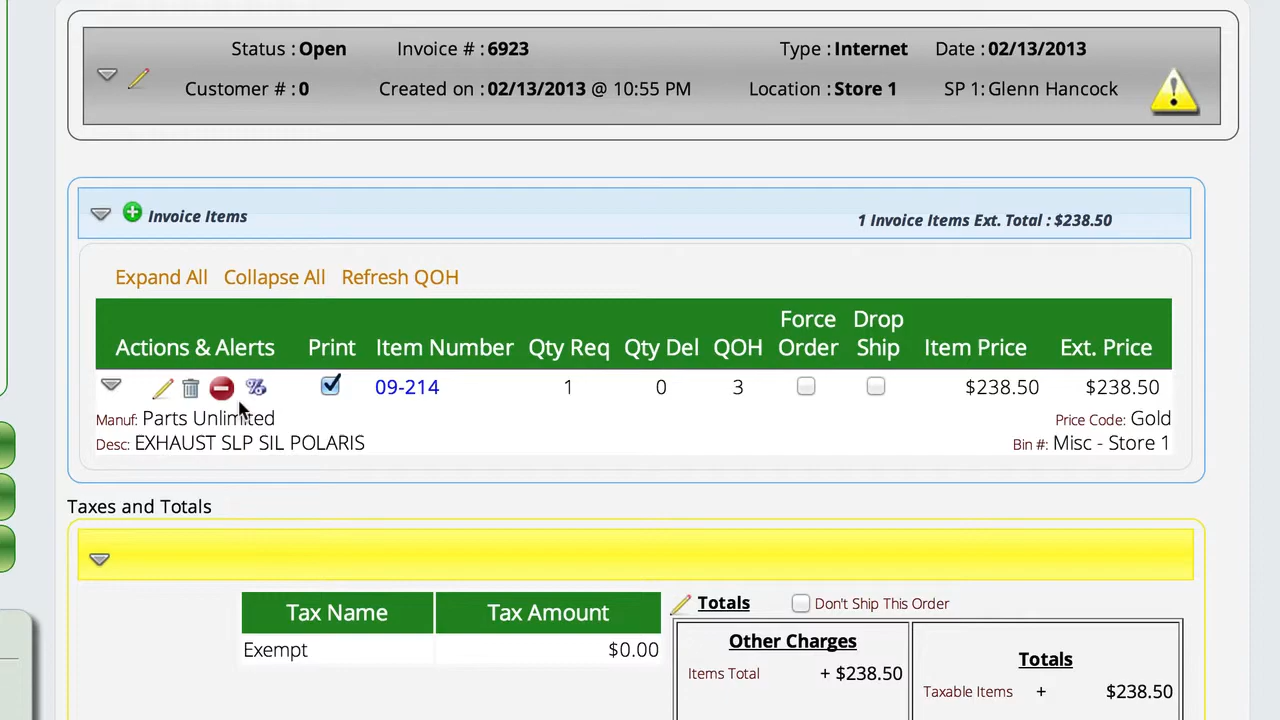 Status : Open Invoice # : 6923 Type : Internet Date : 02/13/2013
Customer # : 0 Created on : 02/13/2013 @ 10:55 PM Location : Store 1 SP 1: Glenn Hancock
Invoice Items 1 Invoice Items Ext. Total : $238.50
Expand All Collapse All Refresh QOH
Actions & Alerts Print Item Number Qty Req Qty Del QOH Force Order Drop Ship Item Price Ext. Price
09-214 1 0 3 $238.50 $238.50
Manuf: Parts Unlimited Price Code: Gold
Desc: EXHAUST SLP SIL POLARIS Bin #: Misc - Store 1
Taxes and Totals
Tax Name Tax Amount Totals Don't Ship This Order
Exempt $0.00 Other Charges Totals
Items Total + $238.50 Taxable Items + $238.50